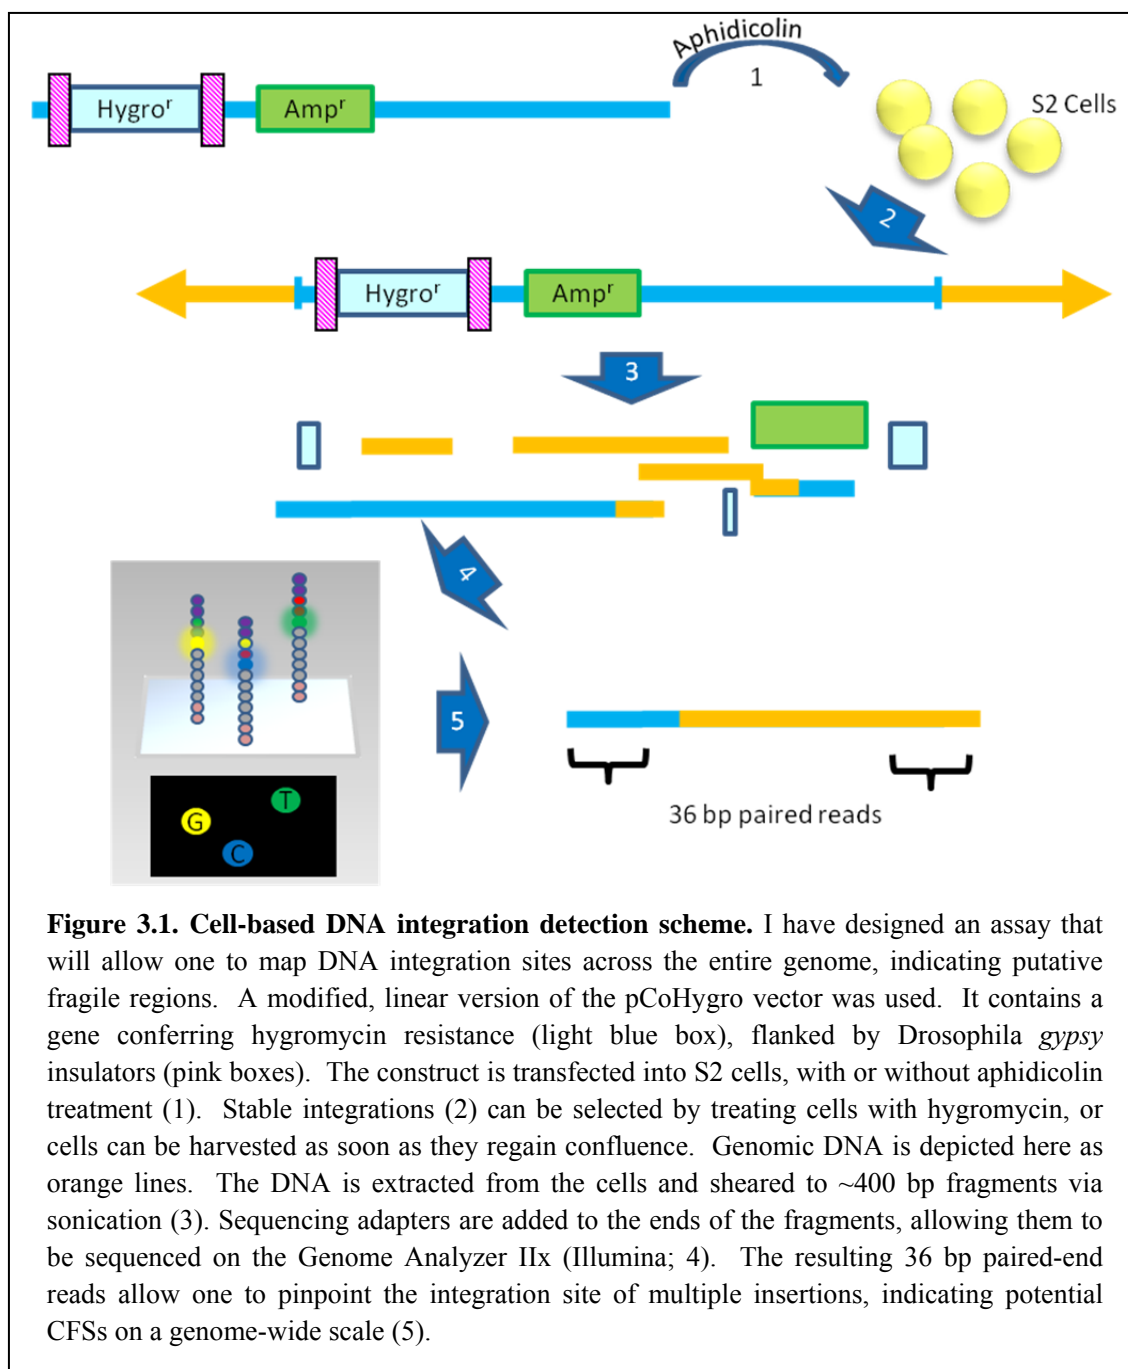 Aphidicolin
1
Hygroʳ
Ampʳ
S2 Cells
2
Hygroʳ
Ampʳ
3
4
5
G
T
C
36 bp paired reads
Figure 3.1. Cell-based DNA integration detection scheme. I have designed an assay that
will allow one to map DNA integration sites across the entire genome, indicating putative
fragile regions. A modified, linear version of the pCoHygro vector was used. It contains a
gene conferring hygromycin resistance (light blue box), flanked by Drosophila gypsy
insulators (pink boxes). The construct is transfected into S2 cells, with or without aphidicolin
treatment (1). Stable integrations (2) can be selected by treating cells with hygromycin, or
cells can be harvested as soon as they regain confluence. Genomic DNA is depicted here as
orange lines. The DNA is extracted from the cells and sheared to ~400 bp fragments via
sonication (3). Sequencing adapters are added to the ends of the fragments, allowing them to
be sequenced on the Genome Analyzer IIx (Illumina; 4). The resulting 36 bp paired-end
reads allow one to pinpoint the integration site of multiple insertions, indicating potential
CFSs on a genome-wide scale (5).